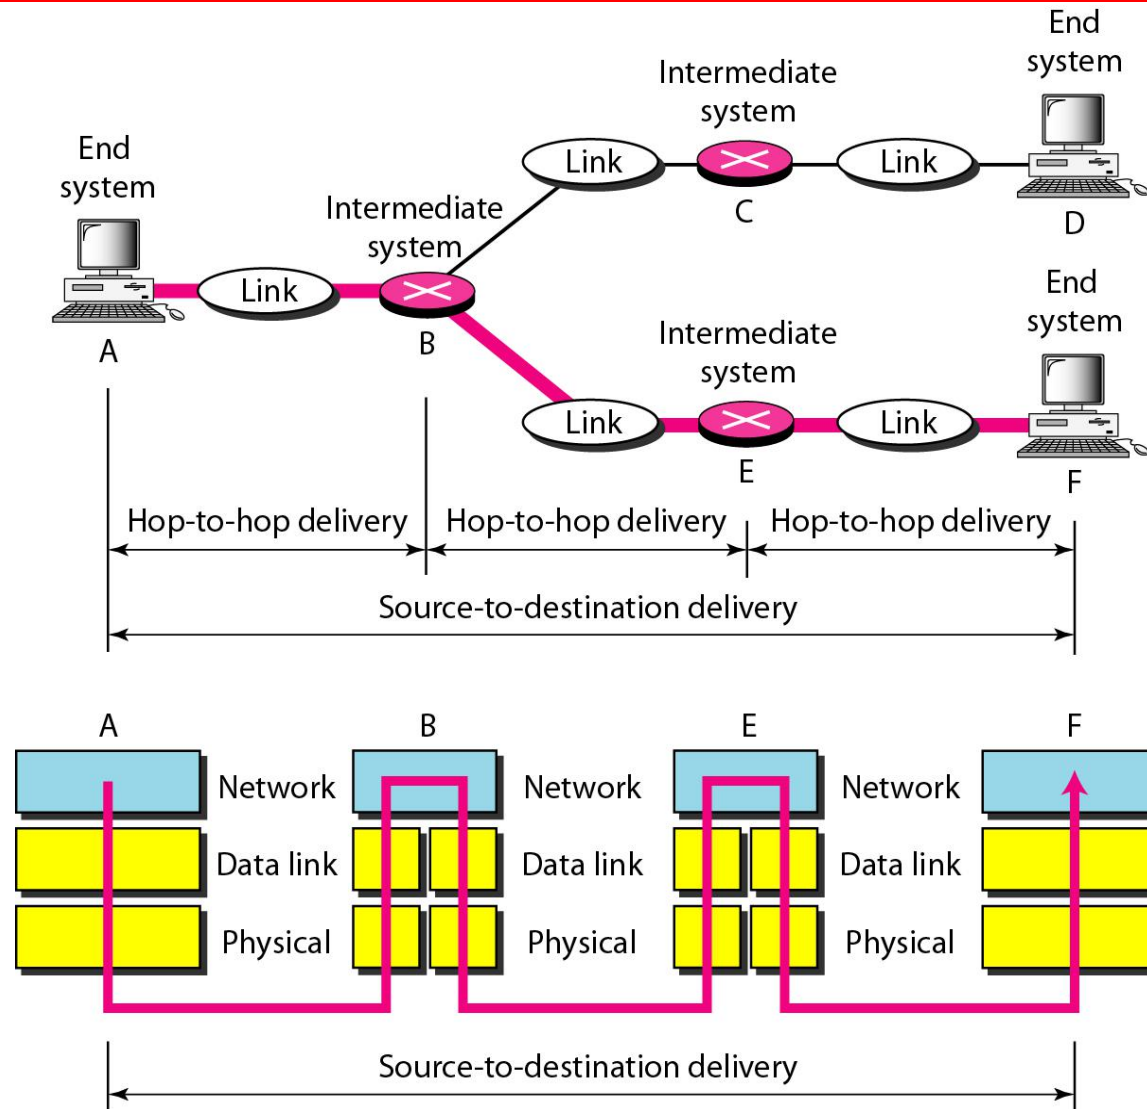 End
system
Intermediate
system
End
system
Link
Link
C
D
Intermediate
system
Link
A
B
End
system
Intermediate
system
Link
Link
E
F
Hop-to-hop delivery
Hop-to-hop delivery
Hop-to-hop delivery
Source-to-destination delivery
A
B
E
F
Network
Network
Network
Data link
Data link
Data link
Physical
Physical
Physical
Source-to-destination delivery